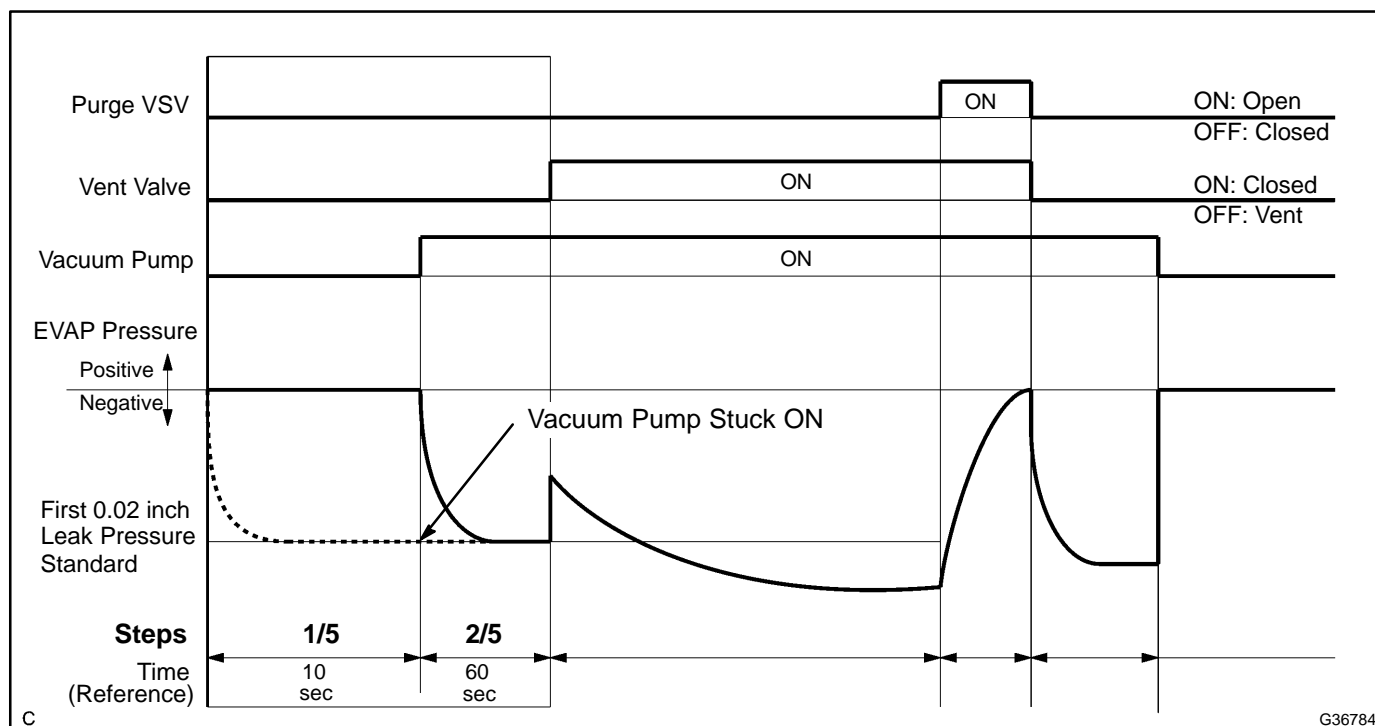 Purge VSV
ON
ON: Open
OFF: Closed
Vent Valve
ON
ON: Closed
OFF: Vent
Vacuum Pump
ON
EVAP Pressure
Positive
Negative
Vacuum Pump Stuck ON
First 0.02 inch
Leak Pressure
Standard
Steps 1/5 2/5
Time
(Reference)
10
sec
60
sec
C
G36784